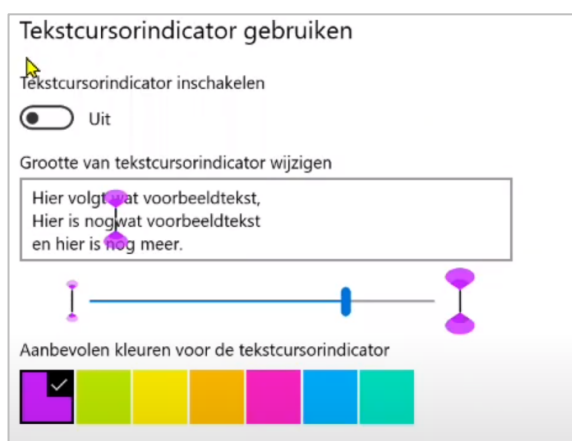 Tekstcursorindicator gebruiken
Tekstcursorindicator inschakelen
Uit
Grootte van tekstcursorindicator wijzigen
Hier volgt wat voorbeeldtekst,
Hier is nog wat voorbeeldtekst
en hier is nog meer.
Aanbevolen kleuren voor de tekstcursorindicator